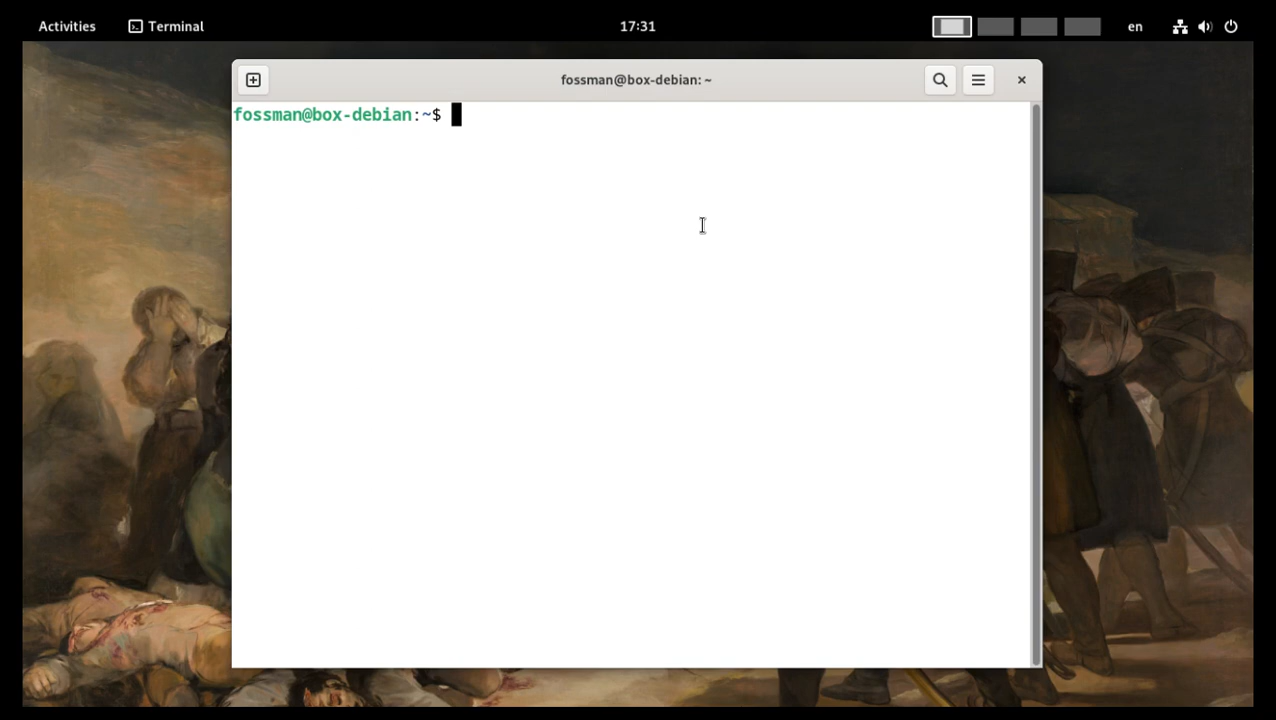 Activities Terminal 17:31 en
fossman@box-debian: ~
fossman@box-debian:~$